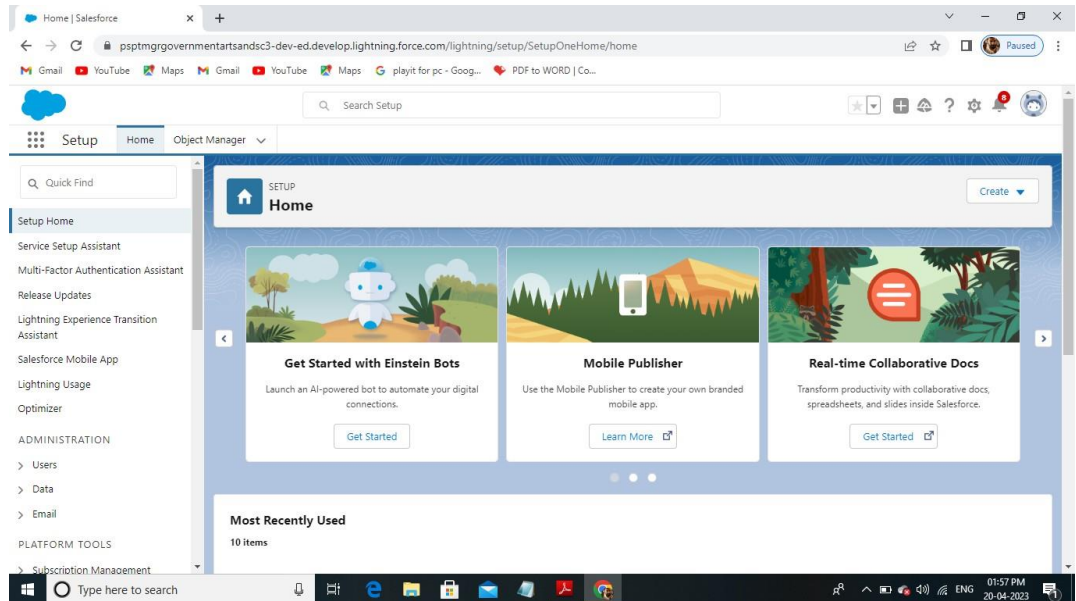 Home | Salesforce
psptmgrgovernmentartsandsc3-dev-ed.develop.lightning.force.com/lightning/setup/SetupOneHome/home
Paused
Gmail YouTube Maps Gmail YouTube Maps playit for pc - Goog... PDF to WORD | Co...
Search Setup
8
Setup Home Object Manager
Quick Find
Setup Home
Service Setup Assistant
Multi-Factor Authentication Assistant
Release Updates
Lightning Experience Transition
Assistant
Salesforce Mobile App
Lightning Usage
Optimizer
ADMINISTRATION
Users
Data
Email
PLATFORM TOOLS
Subscription Management
SETUP
Home
Create
Get Started with Einstein Bots
Launch an AI-powered bot to automate your digital
connections.
Get Started
Mobile Publisher
Use the Mobile Publisher to create your own branded
mobile app.
Learn More
Real-time Collaborative Docs
Transform productivity with collaborative docs,
spreadsheets, and slides inside Salesforce.
Get Started
Most Recently Used
10 items
Type here to search
ENG
01:57 PM
20-04-2023
1